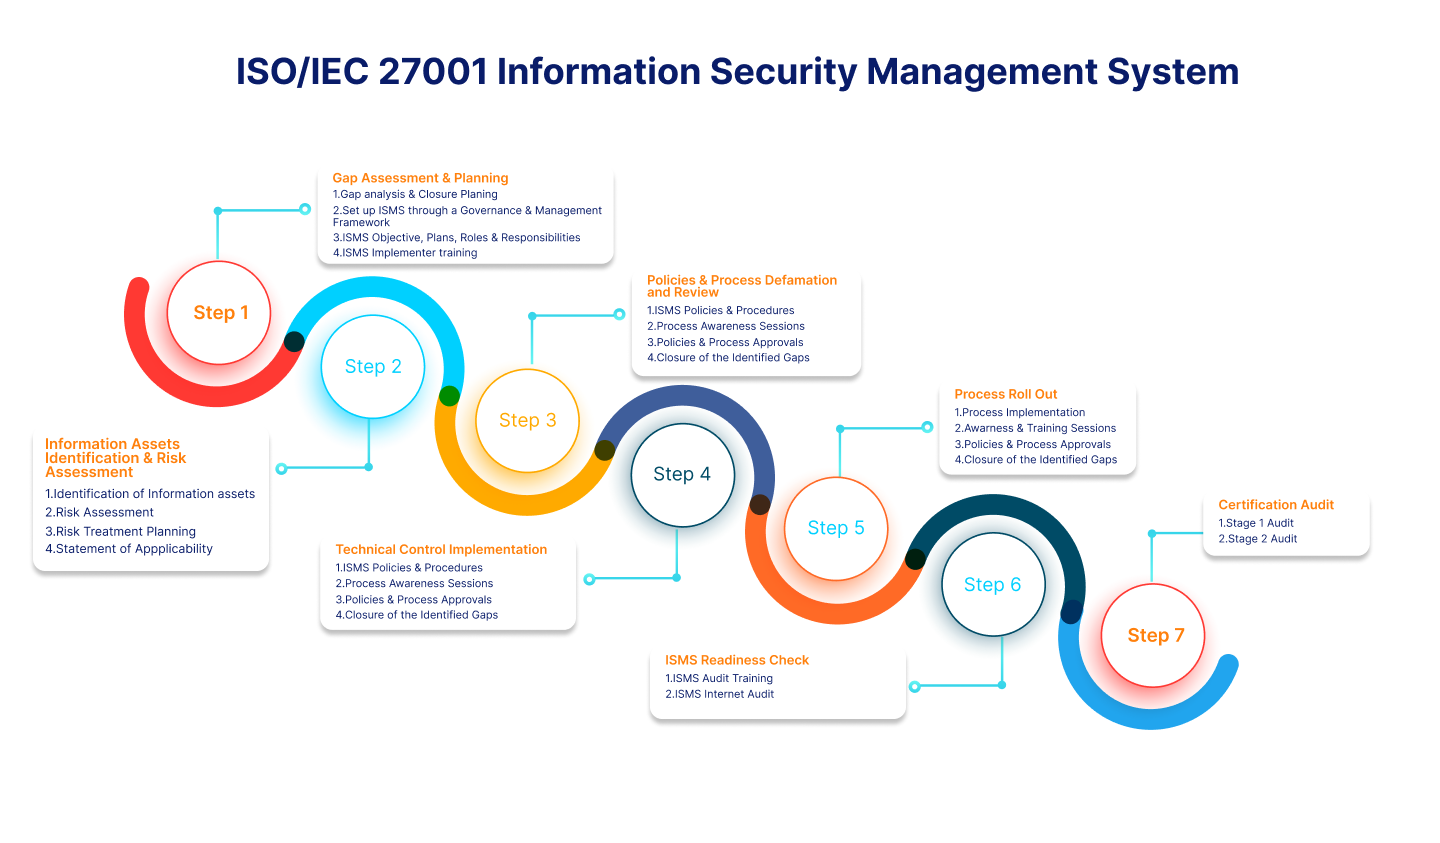 ISO/IEC 27001 Information Security Management System
Step 1
Gap Assessment & Planning
1.Gap analysis & Closure Planing
2.Set up ISMS through a Governance & Management
Framework
3.ISMS Objective, Plans, Roles & Responsibilities
4.ISMS Implementer training
Step 2
Information Assets
Identification & Risk
Assessment
1.Identification of Information assets
2.Risk Assessment
3.Risk Treatment Planning
4.Statement of Appplicability
Step 3
Policies & Process Defamation
and Review
1.ISMS Policies & Procedures
2.Process Awareness Sessions
3.Policies & Process Approvals
4.Closure of the Identified Gaps
Step 4
Technical Control Implementation
1.ISMS Policies & Procedures
2.Process Awareness Sessions
3.Policies & Process Approvals
4.Closure of the Identified Gaps
Step 5
Process Roll Out
1.Process Implementation
2.Awarness & Training Sessions
3.Policies & Process Approvals
4.Closure of the Identified Gaps
Step 6
ISMS Readiness Check
1.ISMS Audit Training
2.ISMS Internet Audit
Step 7
Certification Audit
1.Stage 1 Audit
2.Stage 2 Audit